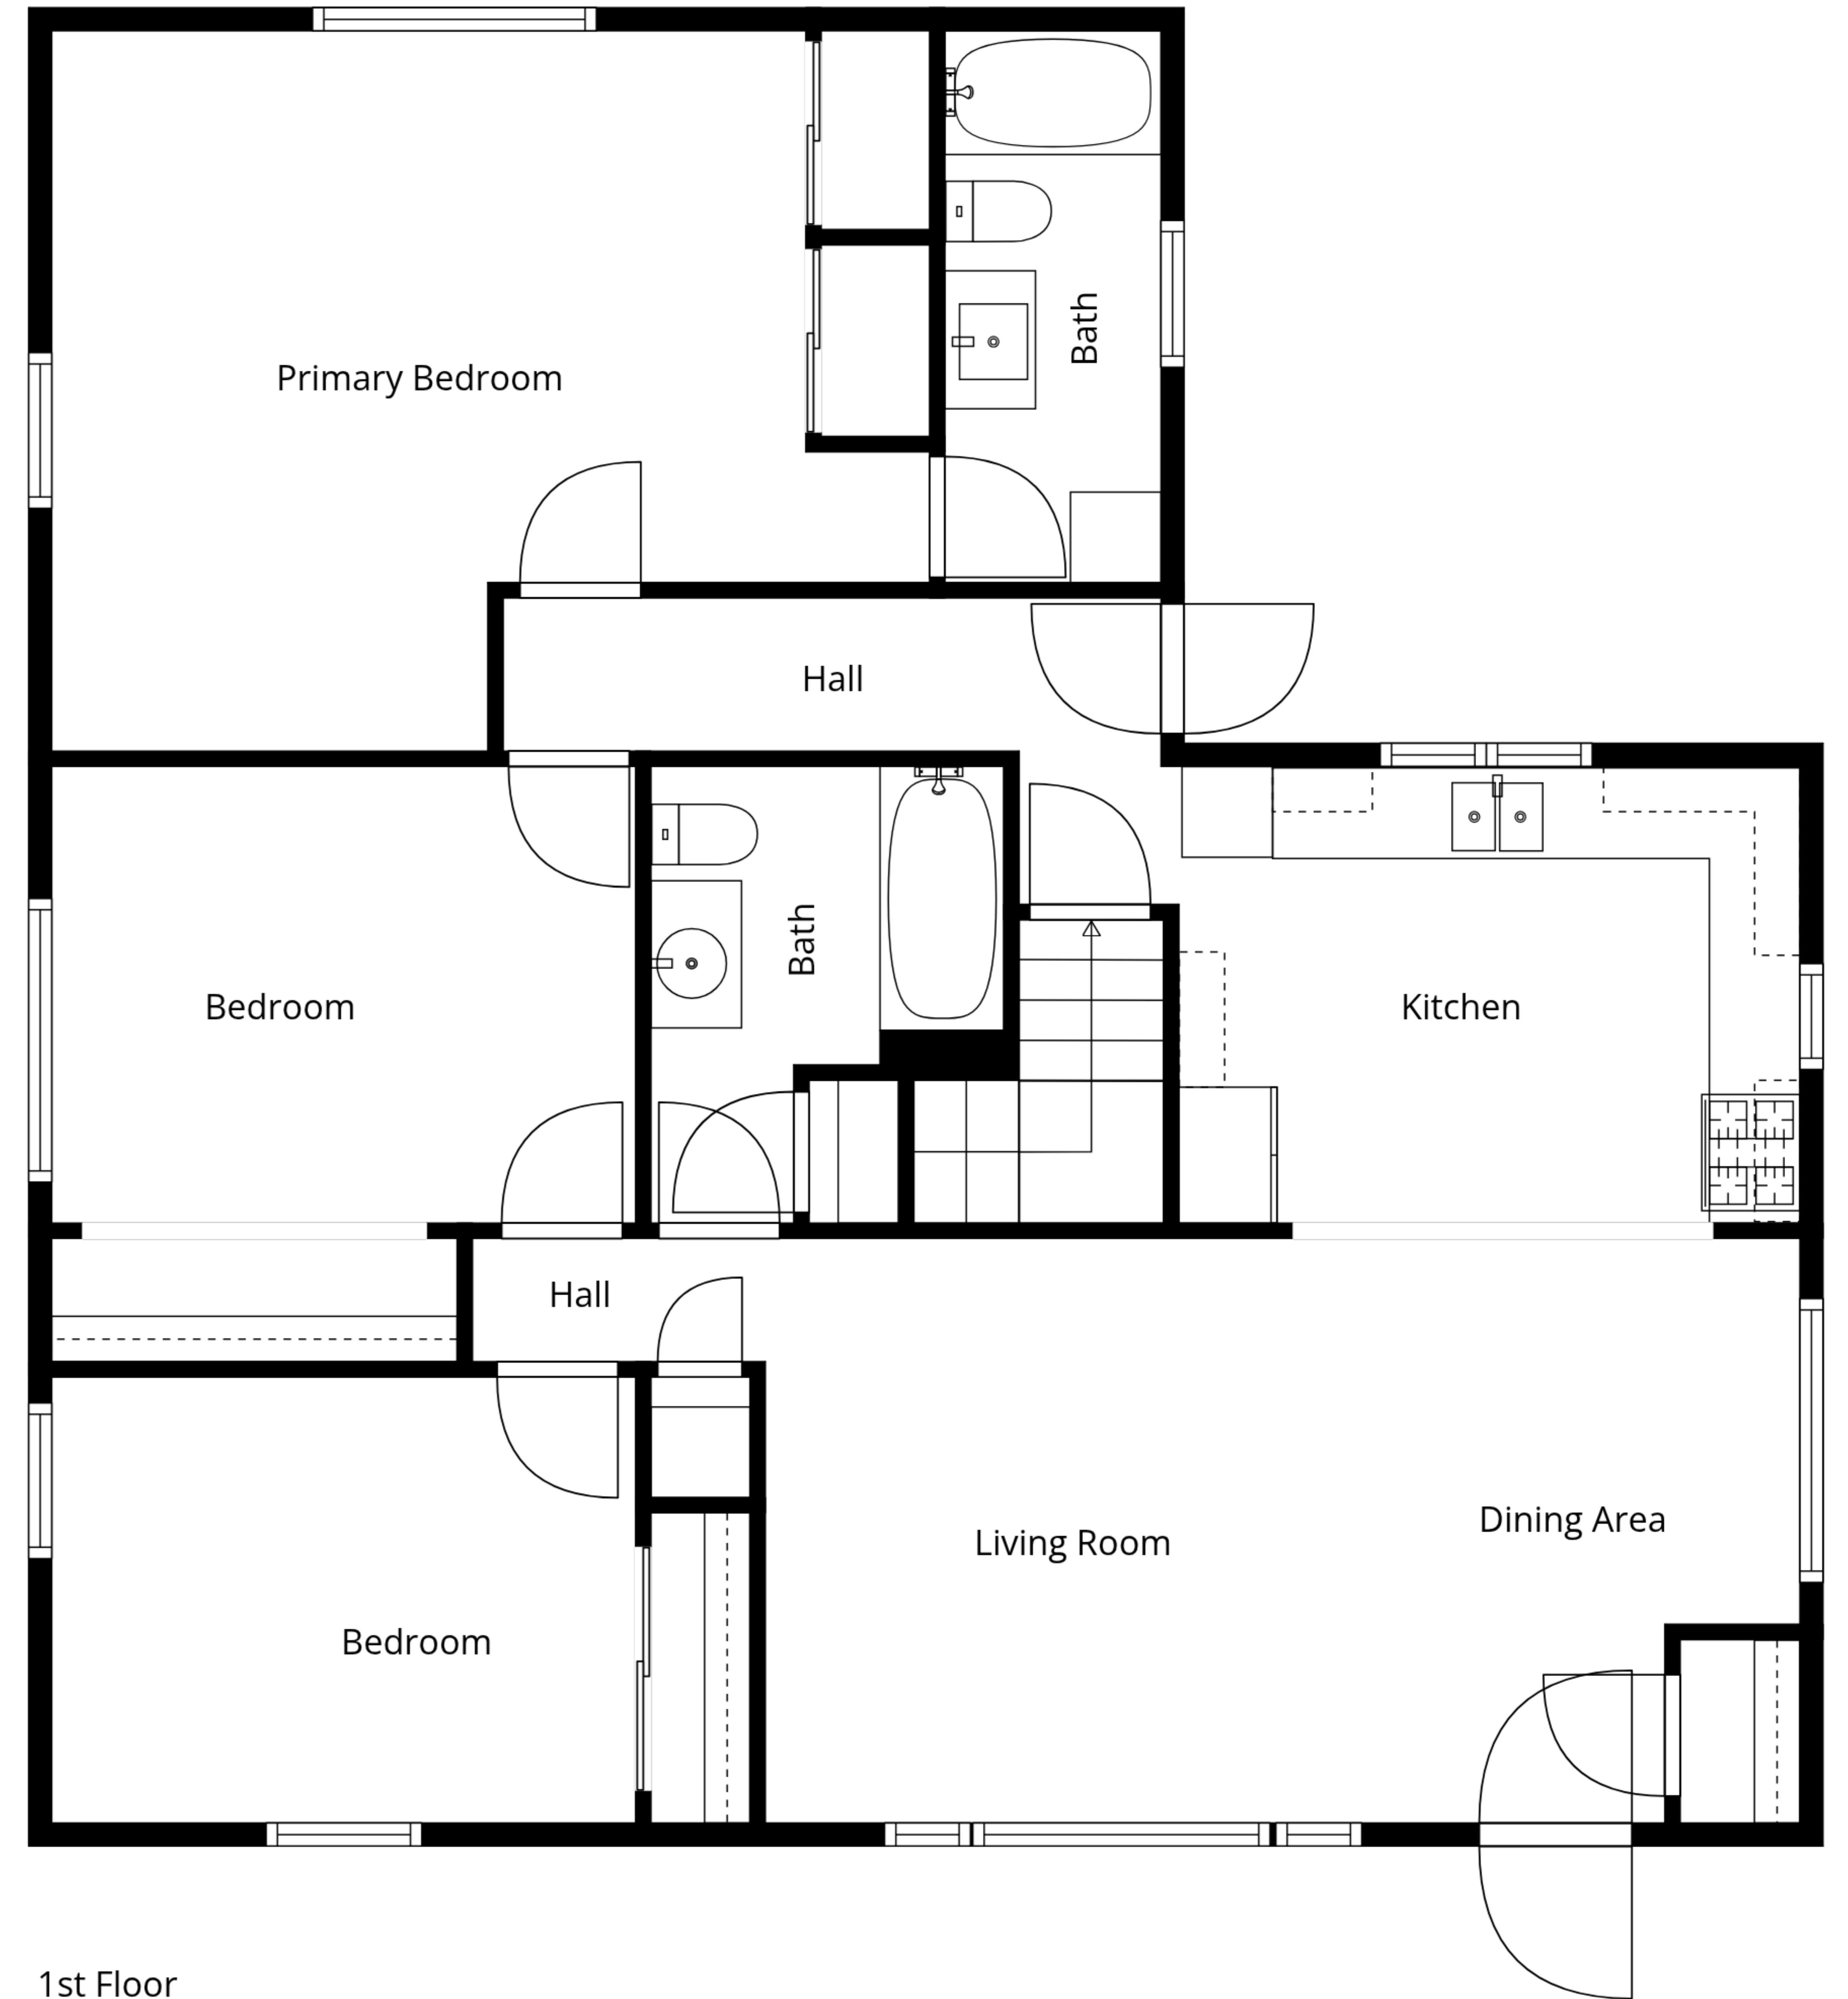 Bath
Primary Bedroom
Hall
Bath
Bedroom
Kitchen
Hall
Dining Area
Living Room
Bedroom
1st Floor